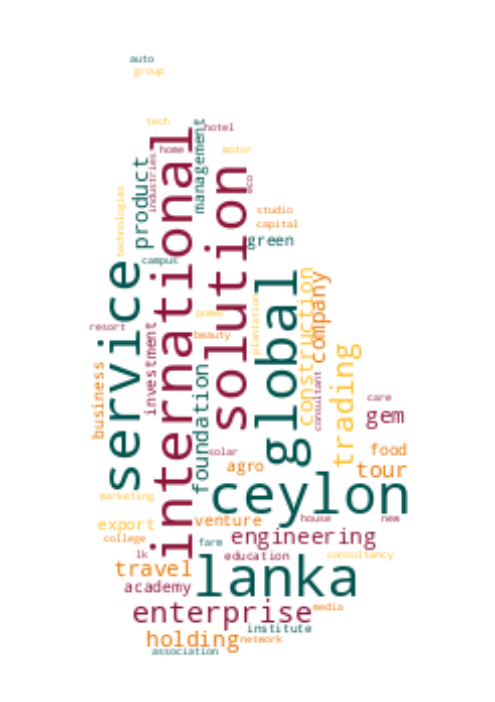 auto
group
tech
hotel
management
international
home
motor
industries
product
solution
eco
technologies
studio
capital
green
campus
service
global
construction
company
plantation
power
resort
investment
beauty
consultant
trading
business
foundation
care
gem
solar
food
agro
tour
ceylon
marketing
export
venture
house
new
college
farm
engineering
lk
education
consultancy
travel
lanka
academy
enterprise
media
institute
holding
network
association